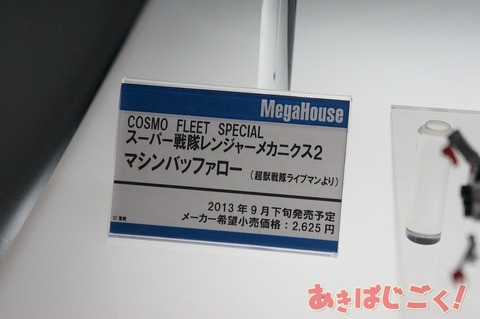 MegaHouse
COSMO FLEET SPECIAL
スーパー戦隊レンジャーメカニクス2
マシンバッファロー (超獣戦隊ライブマンより)
2013年9月下旬発売予定
メーカー希望小売価格:2,625円
© 東映
あきばじごく!